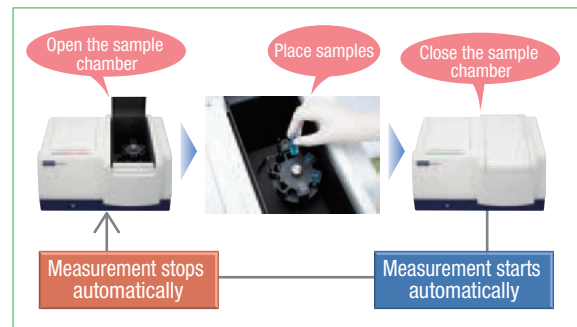 Open the sample
chamber
Place samples
Close the sample
chamber
Measurement stops
automatically
Measurement starts
automatically